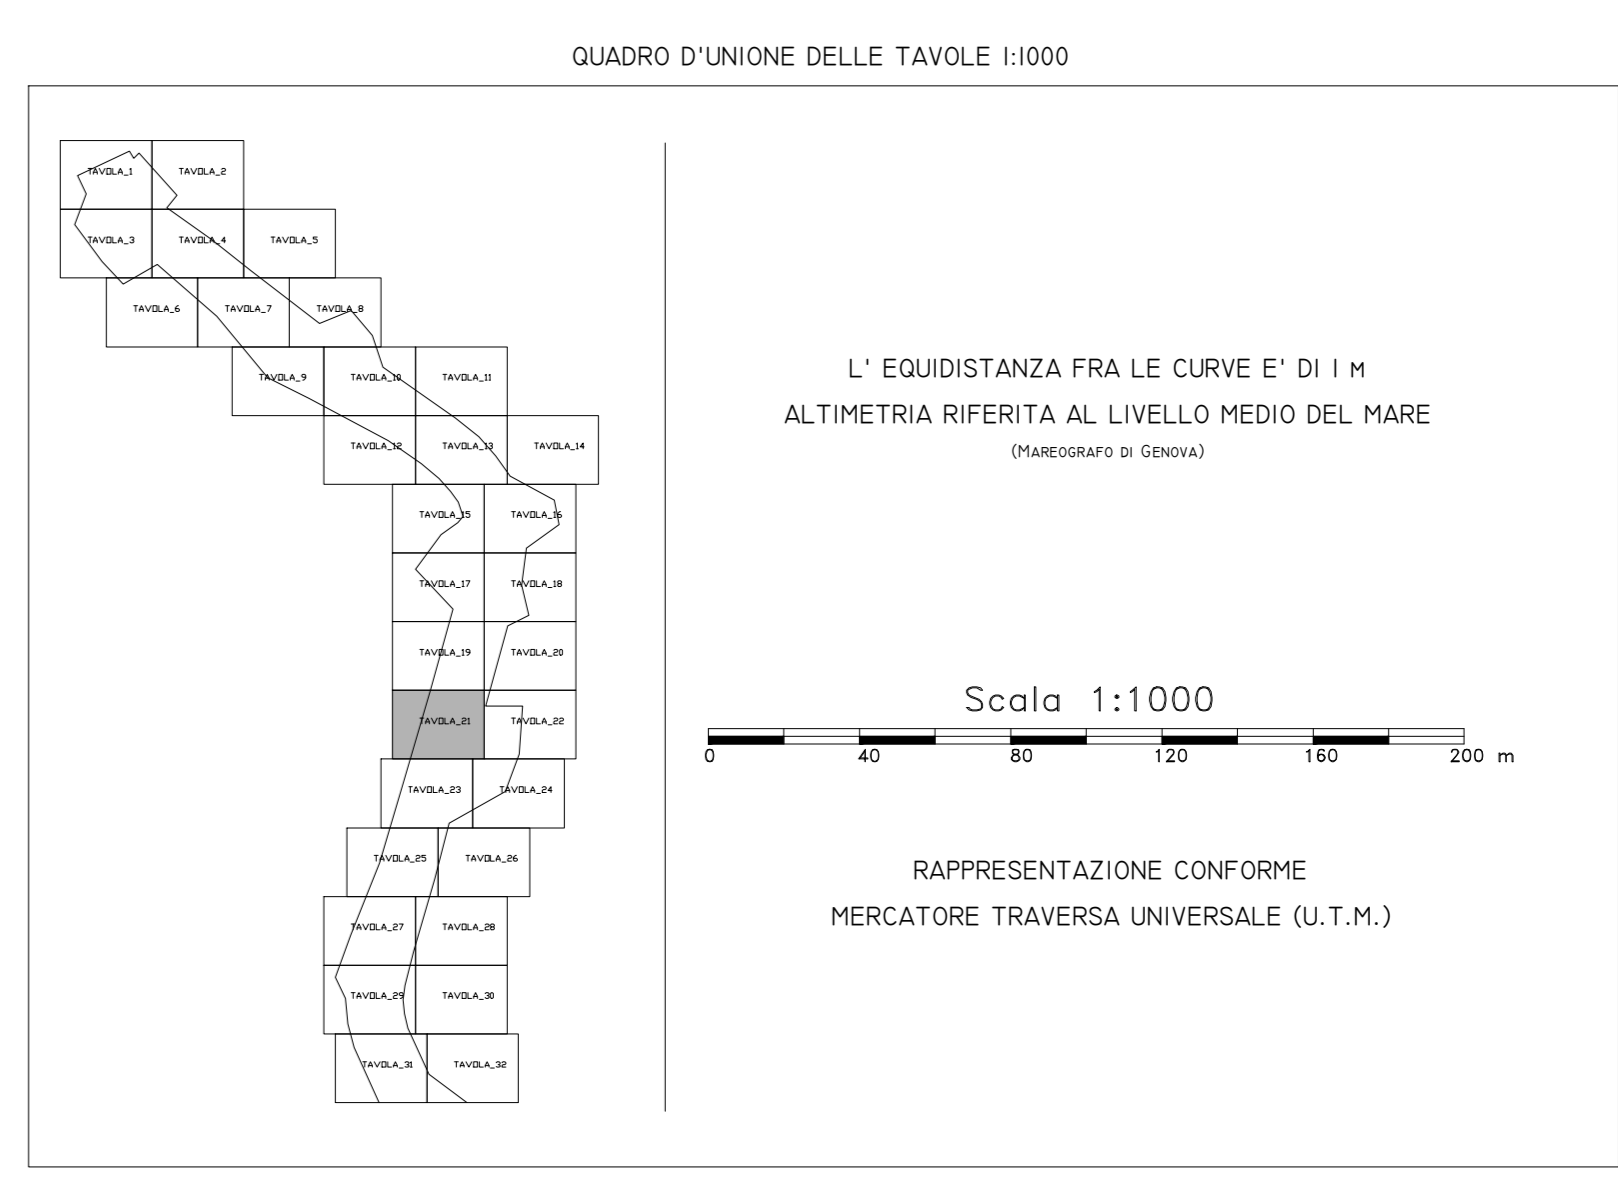 QUADRO D'UNIONE DELLE TAVOLE 1:1000
TAVOLA_1
TAVOLA_2
TAVOLA_3
TAVOLA_4
TAVOLA_5
TAVOLA_6
TAVOLA_7
TAVOLA_8
TAVOLA_9
TAVOLA_10
TAVOLA_11
TAVOLA_12
TAVOLA_13
TAVOLA_14
TAVOLA_15
TAVOLA_16
TAVOLA_17
TAVOLA_18
TAVOLA_19
TAVOLA_20
TAVOLA_21
TAVOLA_22
TAVOLA_23
TAVOLA_24
TAVOLA_25
TAVOLA_26
TAVOLA_27
TAVOLA_28
TAVOLA_29
TAVOLA_30
TAVOLA_31
TAVOLA_32
L' EQUIDISTANZA FRA LE CURVE E' DI 1 M
ALTIMETRIA RIFERITA AL LIVELLO MEDIO DEL MARE
(MAREOGRAFO DI GENOVA)
Scala 1:1000
0 40 80 120 160 200 m
RAPPRESENTAZIONE CONFORME
MERCATORE TRAVERSA UNIVERSALE (U.T.M.)